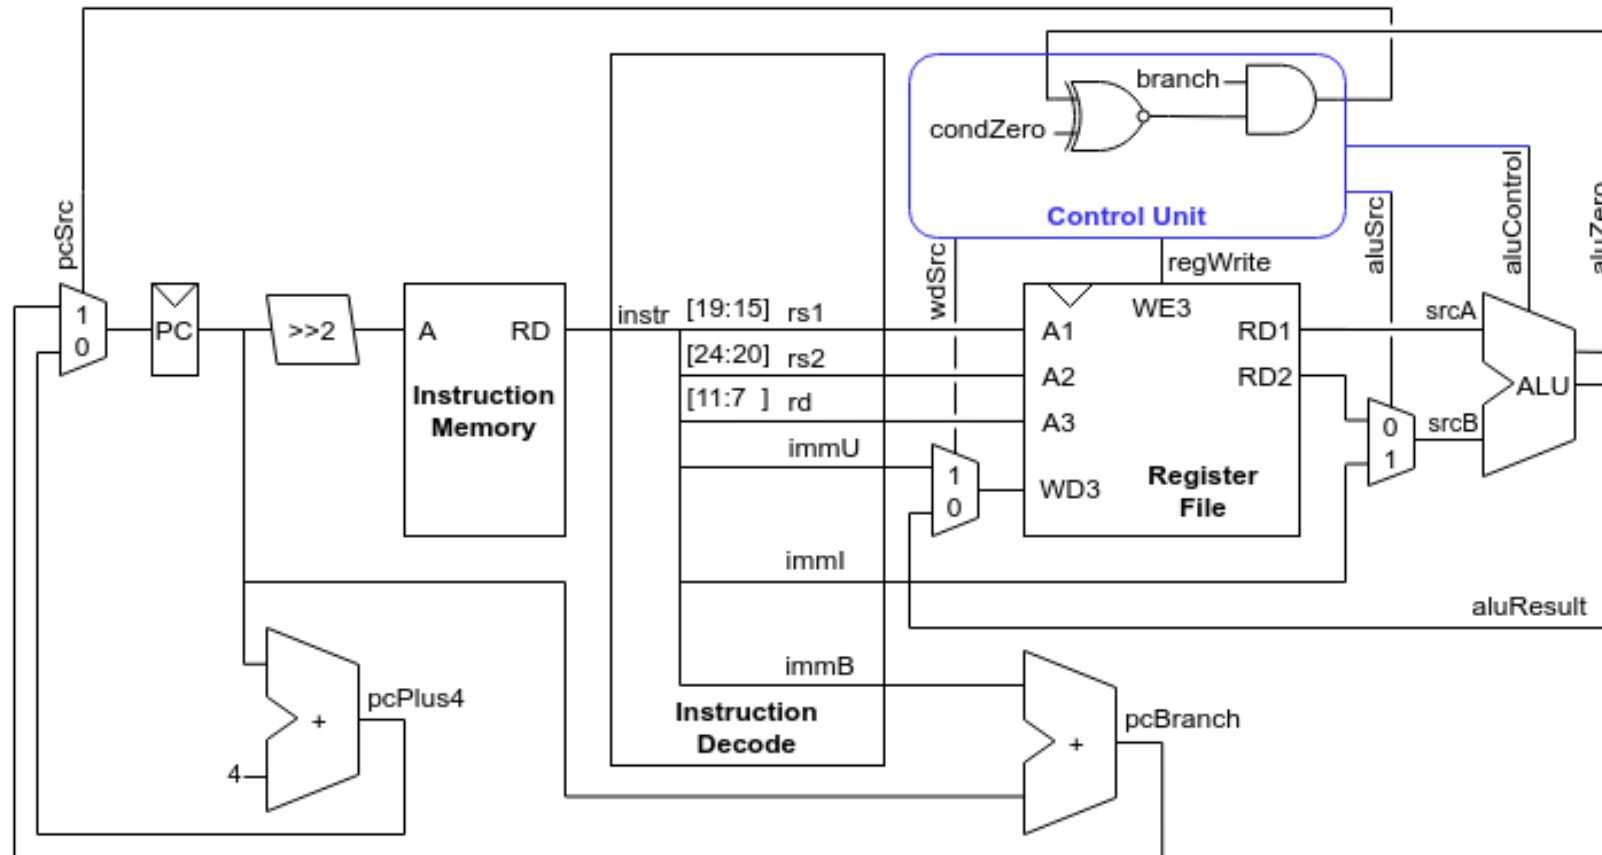 branch
condZero
Control Unit
pcSrc
wdSrc
regWrite
aluSrc
aluControl
aluZero
1
0
PC
>>2
A RD
Instruction
Memory
instr
[19:15] rs1
[24:20] rs2
[11:7 ] rd
immU
1
0
immI
immB
Instruction
Decode
WE3
A1 RD1
A2 RD2
A3
WD3
Register
File
srcA
srcB
0
1
ALU
aluResult
pcPlus4
+
4
pcBranch
+